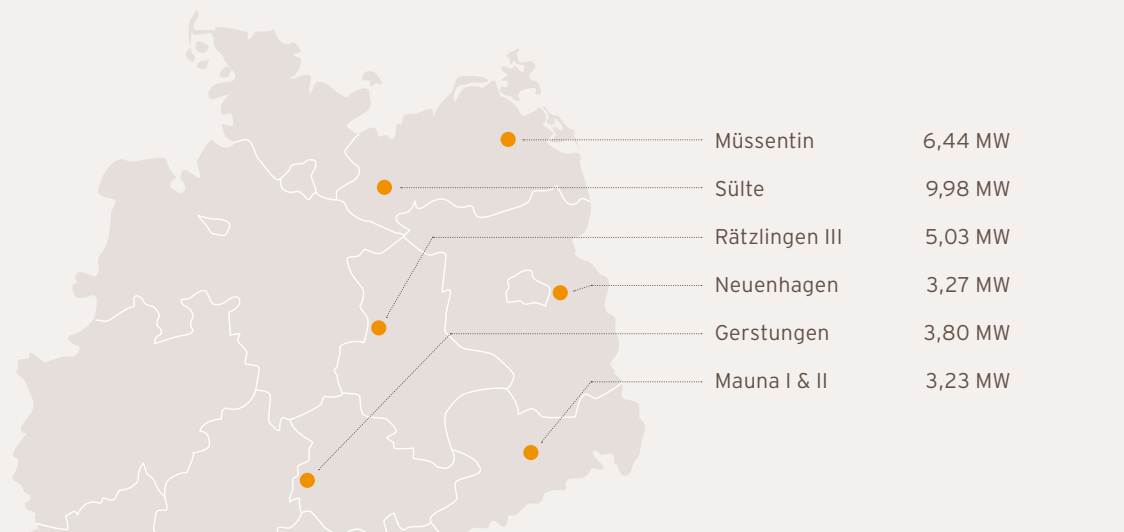 Müssentin 6,44 MW
Sülte 9,98 MW
Rätzlingen III 5,03 MW
Neuenhagen 3,27 MW
Gerstungen 3,80 MW
Mauna I & II 3,23 MW